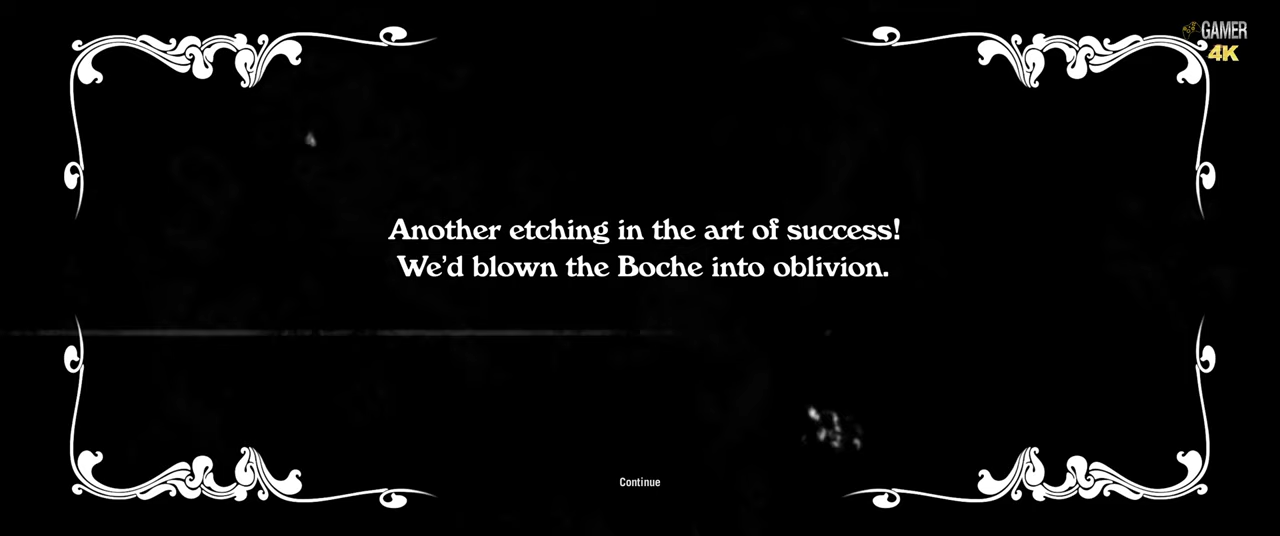 GAMER
4K
Another etching in the art of success!
We'd blown the Boche into oblivion.
Continue